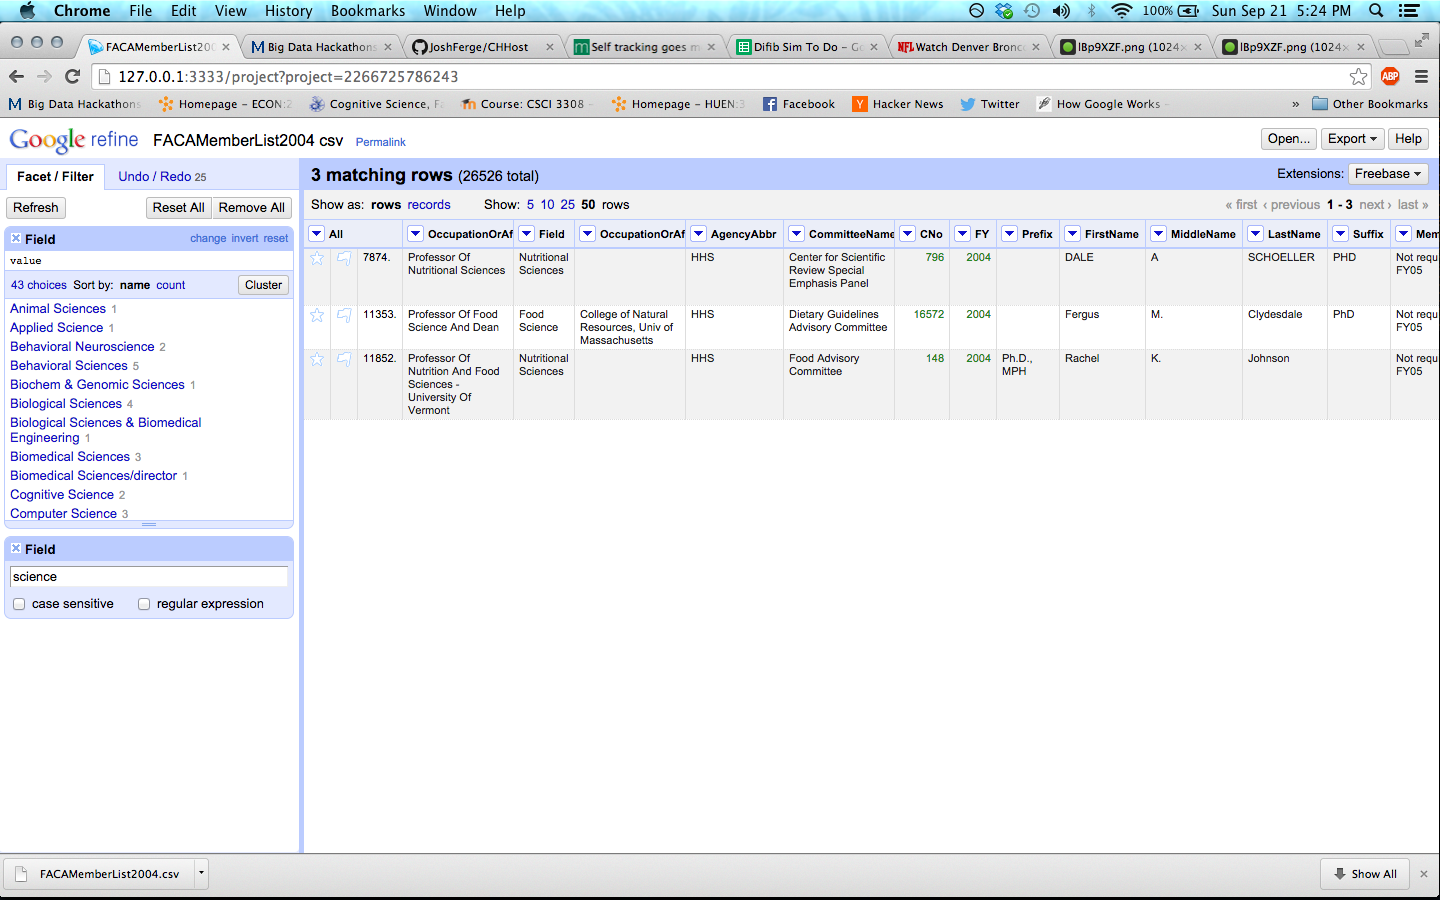 Chrome File Edit View History Bookmarks Window Help 100% Sun Sep 21 5:24 PM
FACAMemberList200 Big Data Hackathons JoshFerge/CHHost Self tracking goes m Difib Sim To Do – Go NFL Watch Denver Bronc IBp9XZF.png (1024x IBp9XZF.png (1024x
127.0.0.1:3333/project?project=2266725786243 ABP
Big Data Hackathons Homepage – ECON:2 Cognitive Science, Fa Course: CSCI 3308 – Homepage – HUEN:3 Facebook Hacker News Twitter How Google Works – » Other Bookmarks
Google refine FACAMemberList2004 csv Permalink Open... Export Help
Facet / Filter Undo / Redo 25
3 matching rows (26526 total) Extensions: Freebase
Refresh Reset All Remove All
Show as: rows records Show: 5 10 25 50 rows « first ‹ previous 1 - 3 next › last »
Field change invert reset
value
43 choices Sort by: name count Cluster
Animal Sciences 1
Applied Science 1
Behavioral Neuroscience 2
Behavioral Sciences 5
Biochem & Genomic Sciences 1
Biological Sciences 4
Biological Sciences & Biomedical
Engineering 1
Biomedical Sciences 3
Biomedical Sciences/director 1
Cognitive Science 2
Computer Science 3
Field
science
case sensitive regular expression
All OccupationOrAf Field OccupationOrAf AgencyAbbr CommitteeName CNo FY Prefix FirstName MiddleName LastName Suffix Mem
7874. Professor Of Nutritional Center for Scientific 796 2004 DALE A SCHOELLER PHD Not requ
Nutritional Sciences Sciences HHS Review Special FY05
Emphasis Panel
11353. Professor Of Food Food College of Natural HHS Dietary Guidelines 16572 2004 Fergus M. Clydesdale PhD Not requ
Science And Dean Science Resources, Univ of Advisory Committee FY05
Massachusetts
11852. Professor Of Nutritional HHS Food Advisory 148 2004 Ph.D., Rachel K. Johnson Not requ
Nutrition And Food Sciences Committee MPH FY05
Sciences -
University Of
Vermont
FACAMemberList2004.csv Show All